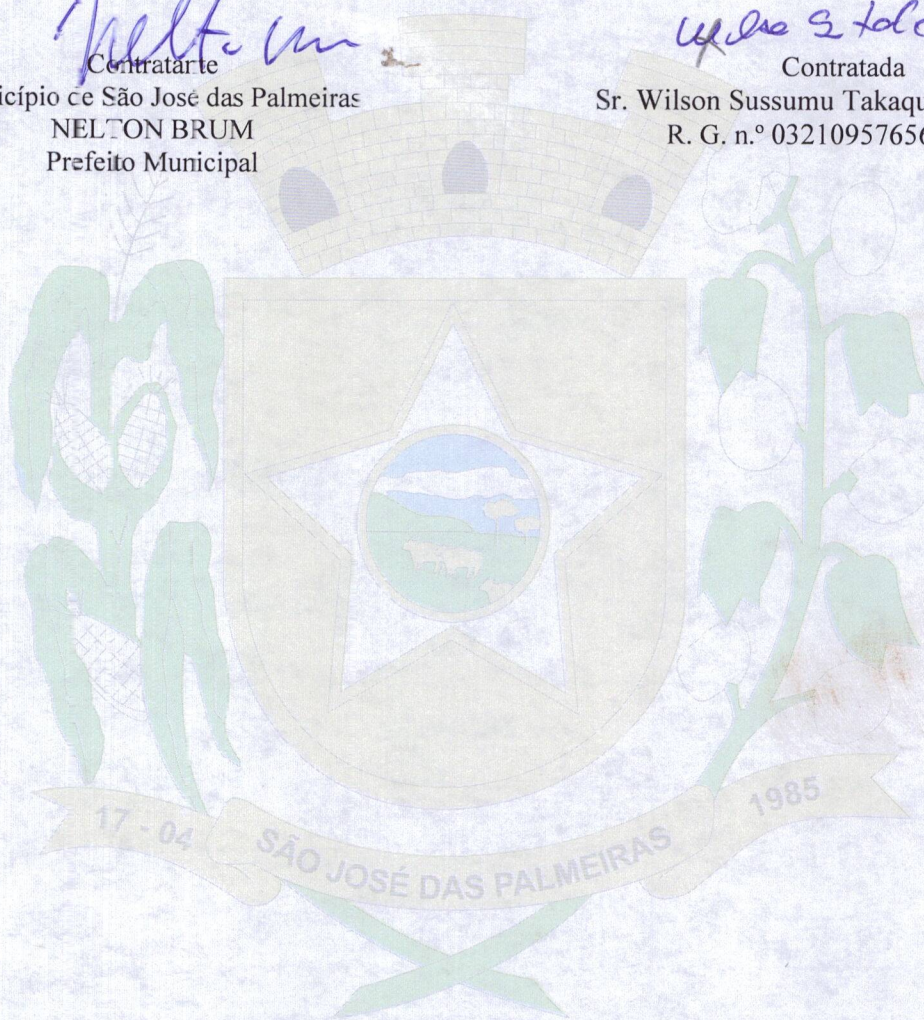 Contratante
icípio de São José das Palmeiras
NELTON BRUM
Prefeito Municipal
Contratada
Sr. Wilson Sussumu Takaqu
R. G. n.º 0321095765
17 - 04
SÃO JOSÉ DAS PALMEIRAS
1985